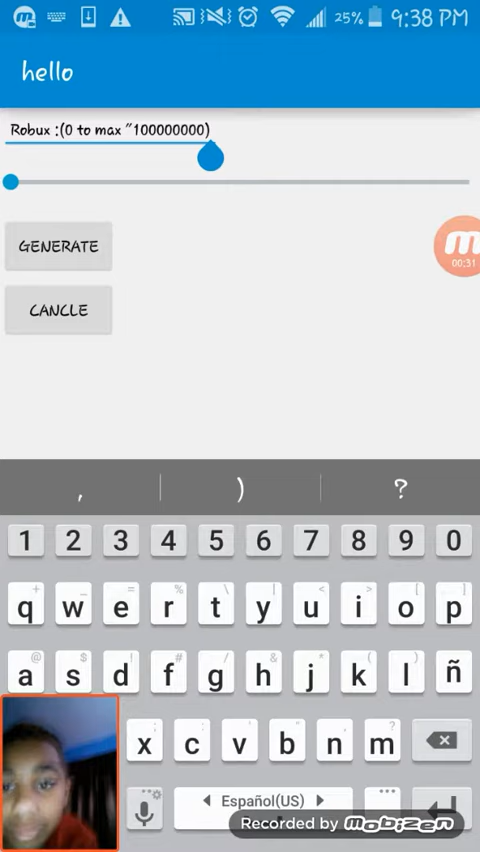 25% 9:38 PM
hello
Robux :(0 to max "100000000)
GENERATE
00:31
CANCLE
, ) ?
1 2 3 4 5 6 7 8 9 0
+ _ = % \ | < > [ ]
q w e r t y u i o p
@ $ ! # / & * ( )
a s d f g h j k l ñ
- ' " : ; , ?
x c v b n m
Español(US)
Recorded by mobizen